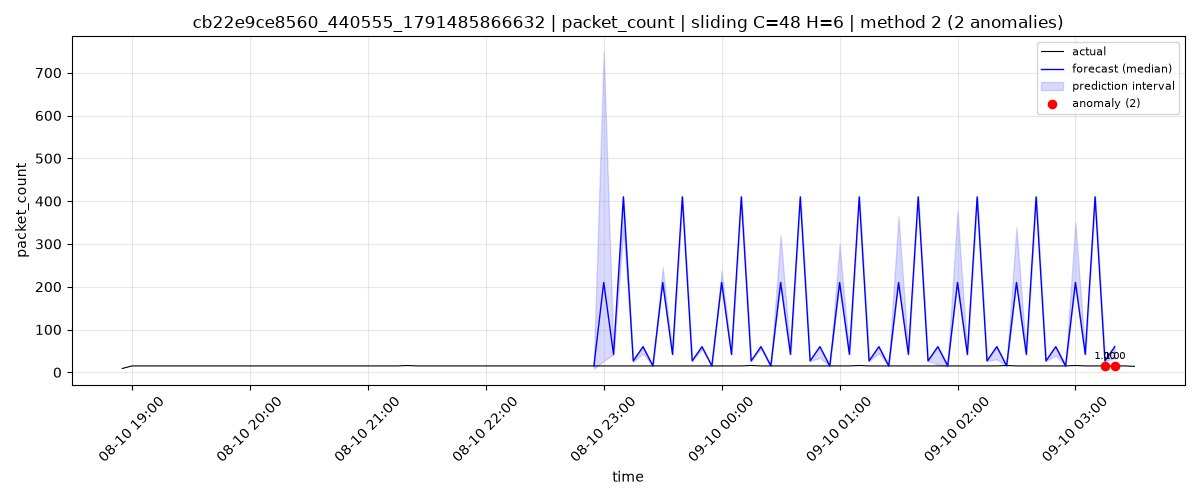 cb22e9ce8560_440555_1791485866632 | packet_count | sliding C=48 H=6 | method 2 (2 anomalies)
actual
forecast (median)
prediction interval
anomaly (2)
packet_count
700
600
500
400
300
200
100
0
08-10 19:00
08-10 20:00
08-10 21:00
08-10 22:00
08-10 23:00
09-10 00:00
09-10 01:00
09-10 02:00
09-10 03:00
time